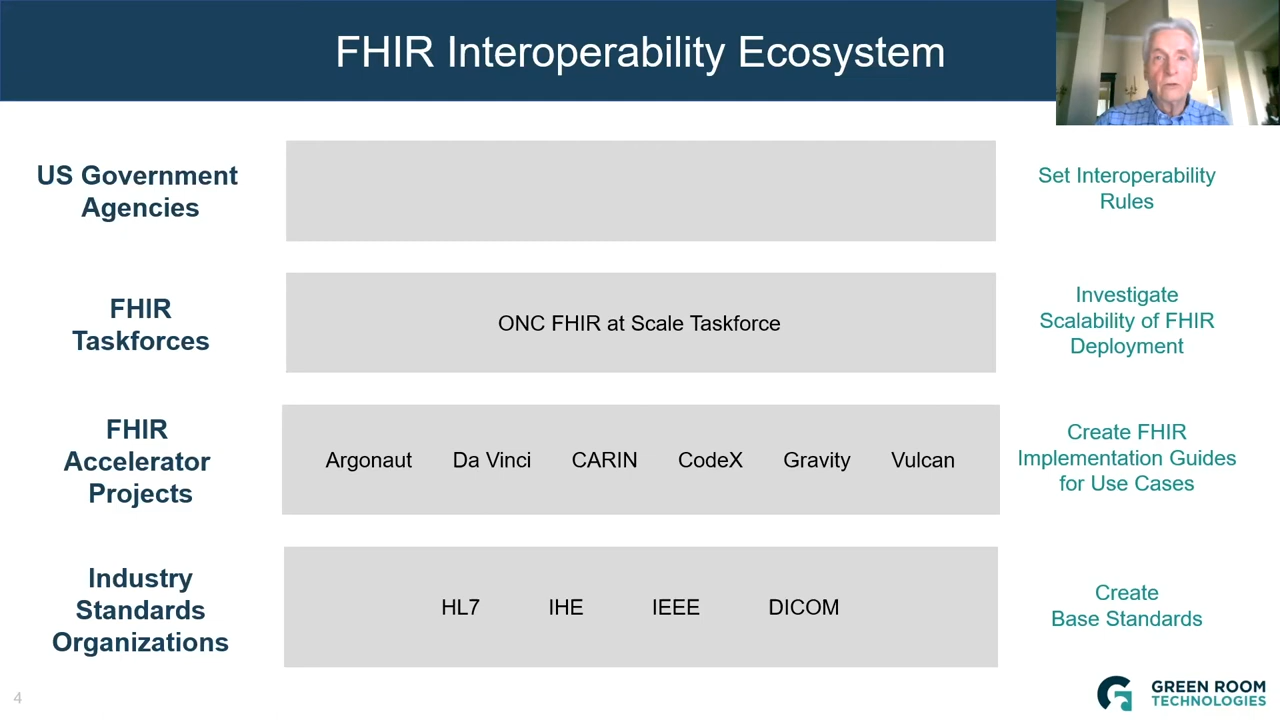 FHIR Interoperability Ecosystem
US Government
Agencies
Set Interoperability
Rules
FHIR
Taskforces
ONC FHIR at Scale Taskforce
Investigate
Scalability of FHIR
Deployment
FHIR
Accelerator
Projects
Argonaut Da Vinci CARIN CodeX Gravity Vulcan
Create FHIR
Implementation Guides
for Use Cases
Industry
Standards
Organizations
HL7 IHE IEEE DICOM
Create
Base Standards
4
GREEN ROOM
TECHNOLOGIES